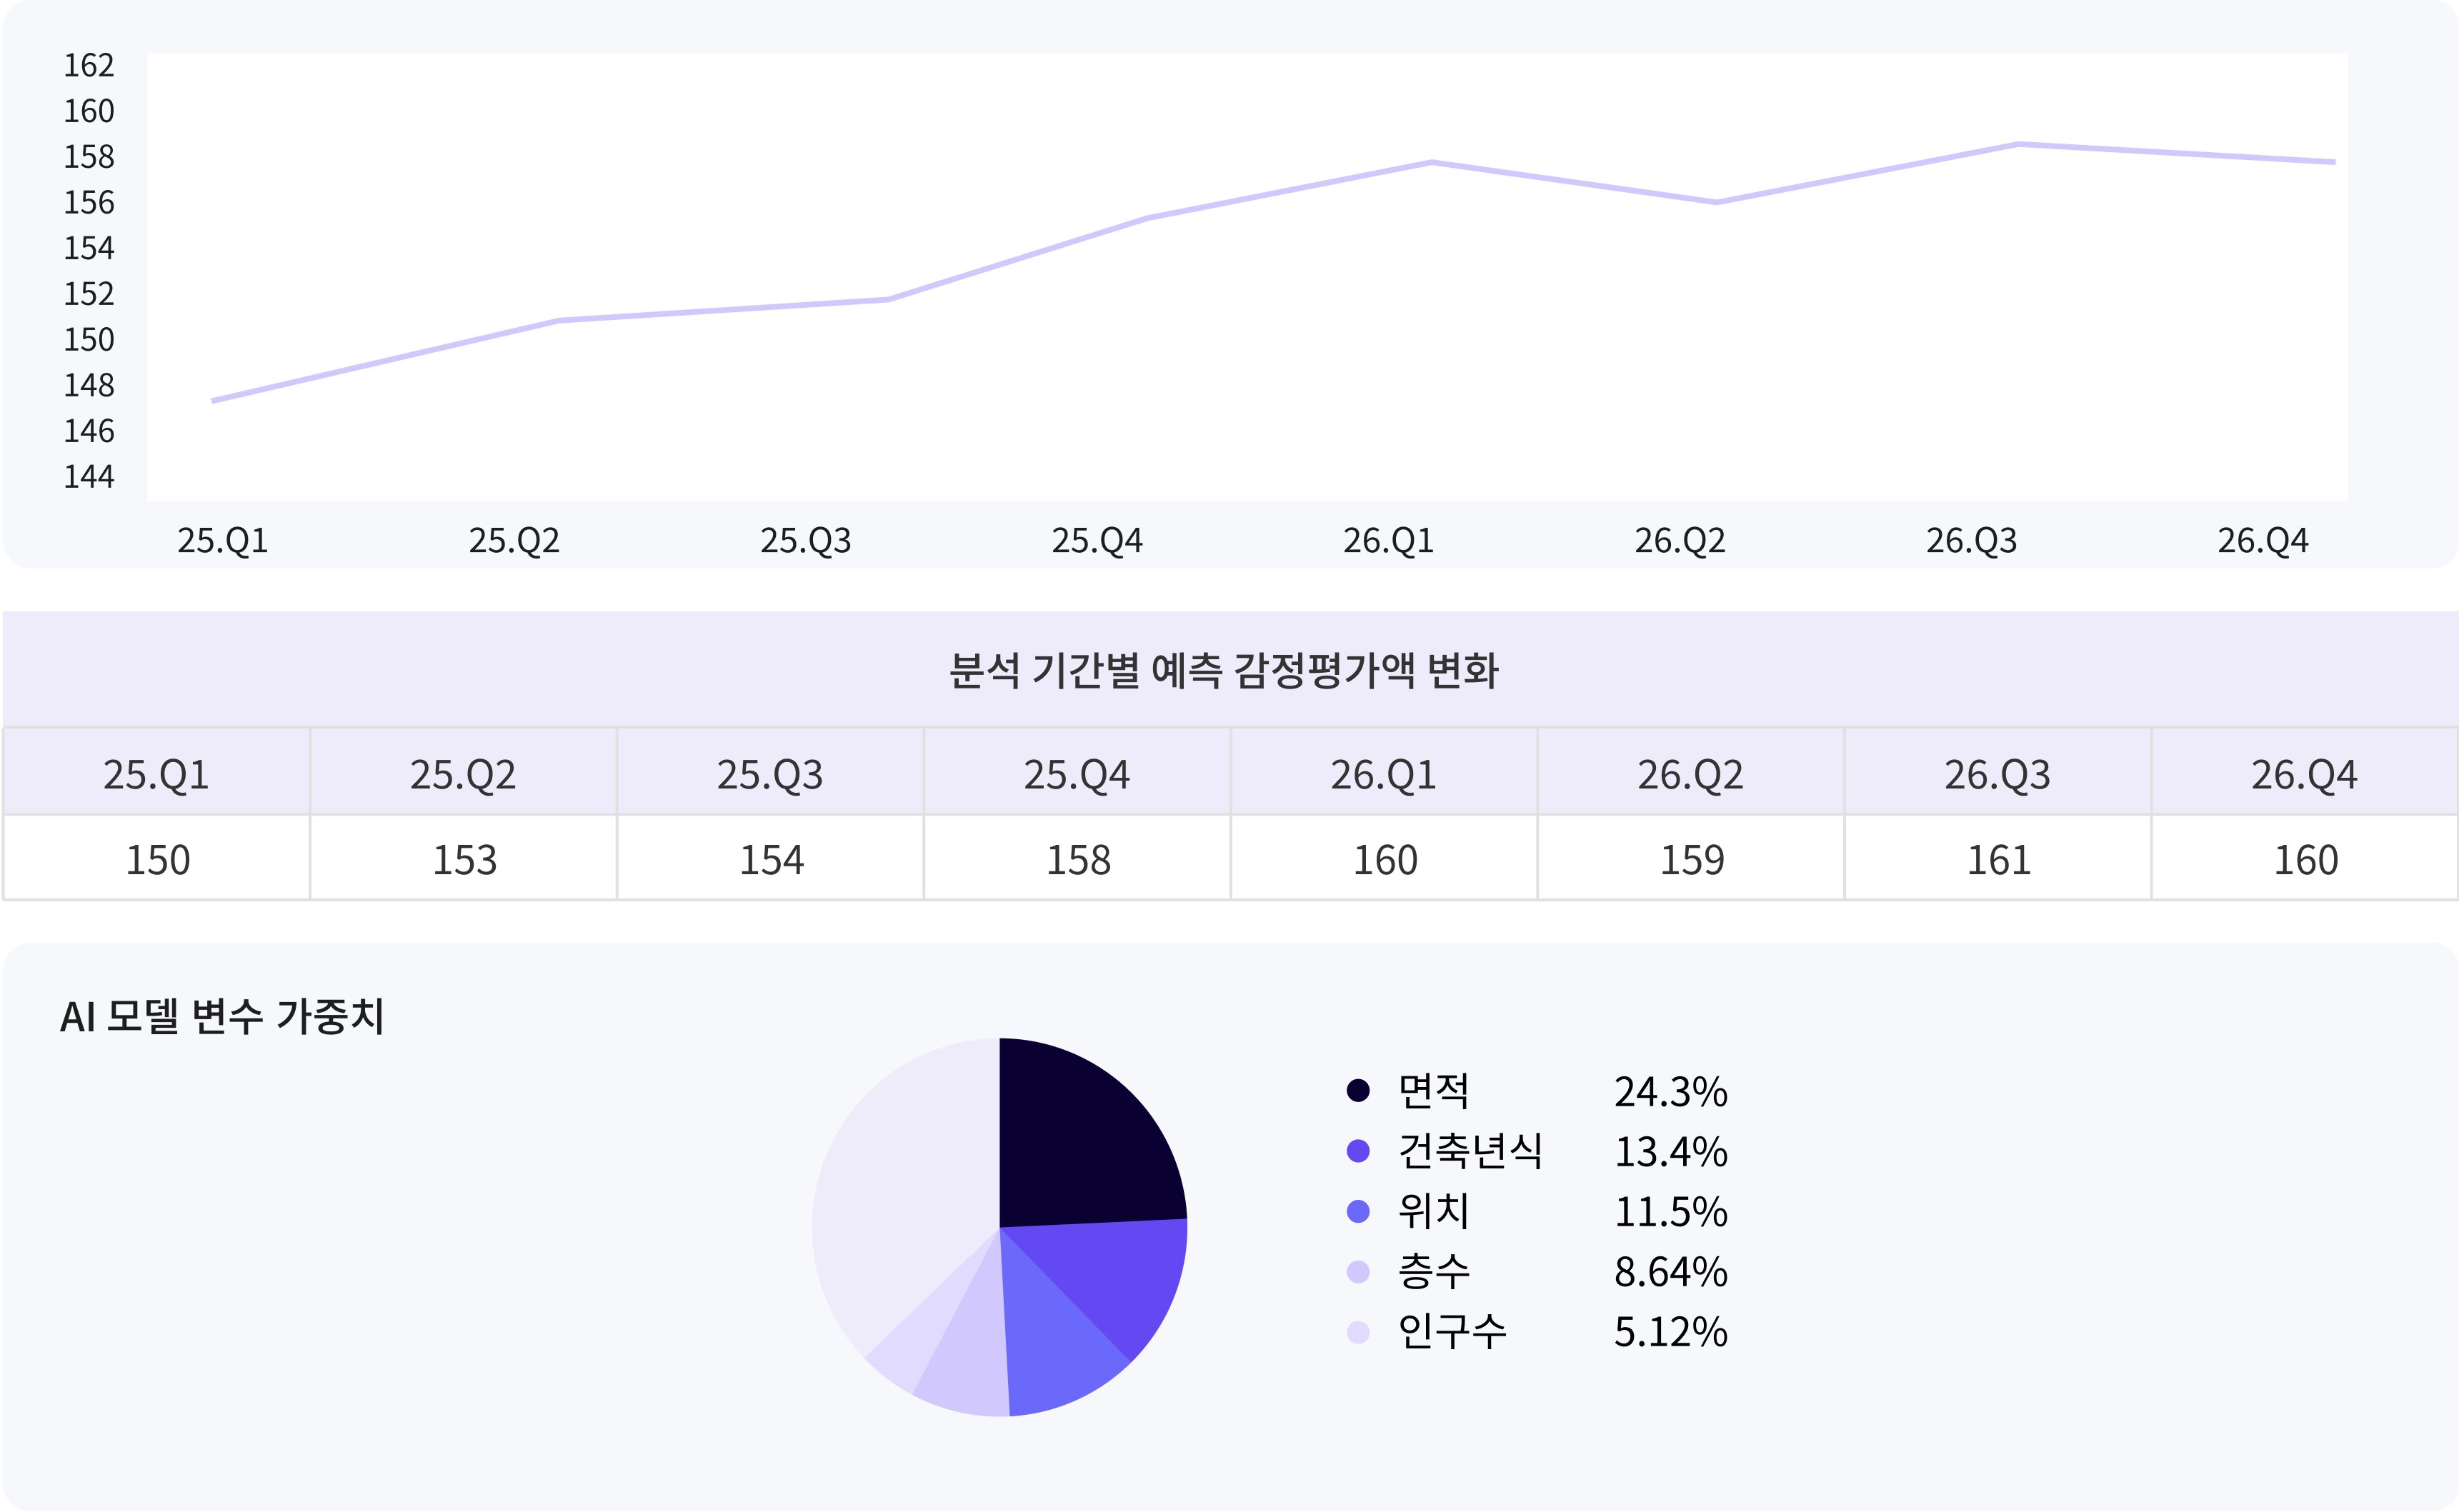 162
160
158
156
154
152
150
148
146
144
25.Q1 25.Q2 25.Q3 25.Q4 26.Q1 26.Q2 26.Q3 26.Q4
분석 기간별 예측 감정평가액 변화
25.Q1 25.Q2 25.Q3 25.Q4 26.Q1 26.Q2 26.Q3 26.Q4
150 153 154 158 160 159 161 160
AI 모델 변수 가중치
면적 24.3%
건축년식 13.4%
위치 11.5%
층수 8.64%
인구수 5.12%